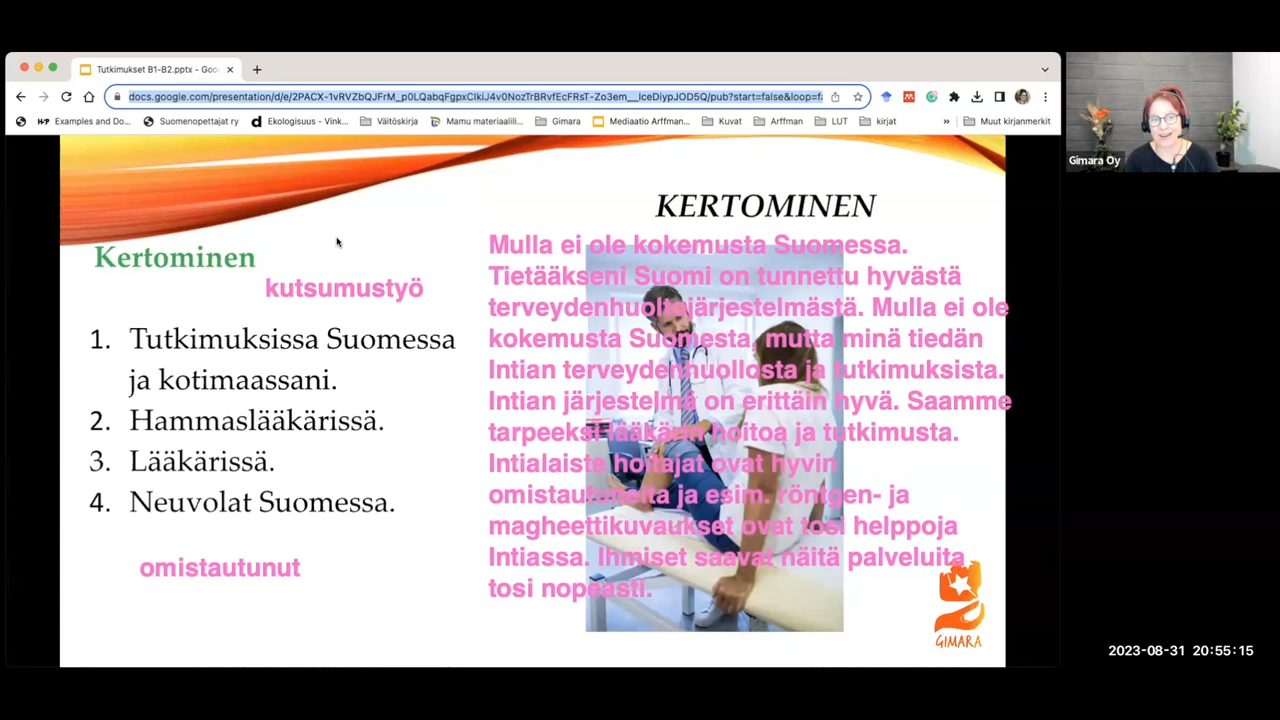 Tutkimukset B1-B2.pptx - Goo
docs.google.com/presentation/d/e/2PACX-1vRVZbQJFrM_p0LQabqFgpxCIkiJ4v0NozTrBRvfEcFRsT-Zo3em__IceDiypJOD5Q/pub?start=false&loop=fa
Examples and Do...
Suomenopettajat ry
Ekologisuus - Vink...
Väitöskirja
Mamu materiaalili...
Gimara
Mediaatio Arffman...
Kuvat
Arffman
LUT
kirjat
»
Muut kirjanmerkit
Gimara Oy
KERTOMINEN
Kertominen
kutsumustyö
1. Tutkimuksissa Suomessa
ja kotimaassani.
2. Hammaslääkärissä.
3. Lääkärissä.
4. Neuvolat Suomessa.
omistautunut
Mulla ei ole kokemusta Suomessa.
Tietääkseni Suomi on tunnettu hyvästä
terveydenhuoltojärjestelmästä. Mulla ei ole
kokemusta Suomesta, mutta minä tiedän
Intian terveydenhuollosta ja tutkimuksista.
Intian järjestelmä on erittäin hyvä. Saamme
tarpeeksi lääkärin hoitoa ja tutkimusta.
Intialaiste hoitajat ovat hyvin
omistautuneita ja esim. röntgen- ja
magheettikuvaukset ovat tosi helppoja
Intiassa. Ihmiset saavat näitä palveluita
tosi nopeasti.
GIMARA
2023-08-31 20:55:15